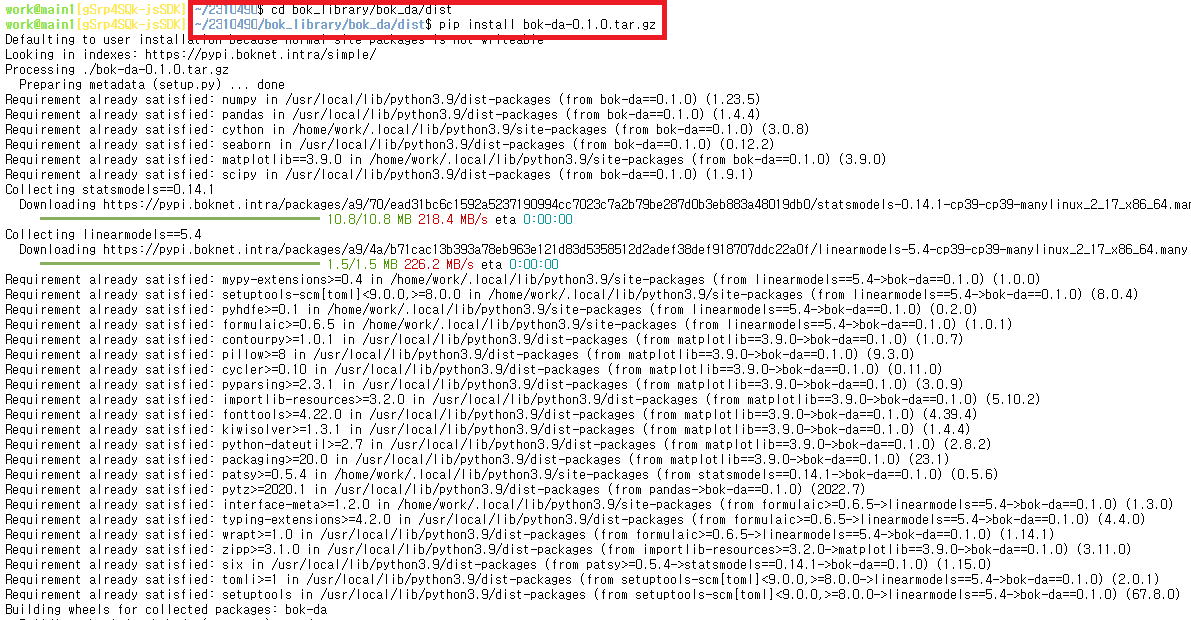 work@main1[gSrp4SQk-jsSDK]:~/2310490$ cd bok_library/bok_da/dist
work@main1[gSrp4SQk-jsSDK]:~/2310490/bok_library/bok_da/dist$ pip install bok-da-0.1.0.tar.gz
Defaulting to user installation because normal site-packages is not writeable
Looking in indexes: https://pypi.boknet.intra/simple/
Processing ./bok-da-0.1.0.tar.gz
  Preparing metadata (setup.py) ... done
Requirement already satisfied: numpy in /usr/local/lib/python3.9/dist-packages (from bok-da==0.1.0) (1.23.5)
Requirement already satisfied: pandas in /usr/local/lib/python3.9/dist-packages (from bok-da==0.1.0) (1.4.4)
Requirement already satisfied: cython in /home/work/.local/lib/python3.9/site-packages (from bok-da==0.1.0) (3.0.8)
Requirement already satisfied: seaborn in /usr/local/lib/python3.9/dist-packages (from bok-da==0.1.0) (0.12.2)
Requirement already satisfied: matplotlib==3.9.0 in /home/work/.local/lib/python3.9/site-packages (from bok-da==0.1.0) (3.9.0)
Requirement already satisfied: scipy in /usr/local/lib/python3.9/dist-packages (from bok-da==0.1.0) (1.9.1)
Collecting statsmodels==0.14.1
  Downloading https://pypi.boknet.intra/packages/a9/70/ead31bc6c1592a5237190994cc7023c7a2b79be287d0b3eb883a48019db0/statsmodels-0.14.1-cp39-cp39-manylinux_2_17_x86_64.man
10.8/10.8 MB 218.4 MB/s eta 0:00:00
Collecting linearmodels==5.4
  Downloading https://pypi.boknet.intra/packages/a9/4a/b71cac13b393a78eb963e121d83d5358512d2adef38def918707ddc22a0f/linearmodels-5.4-cp39-cp39-manylinux_2_17_x86_64.many
1.5/1.5 MB 226.2 MB/s eta 0:00:00
Requirement already satisfied: mypy-extensions>=0.4 in /home/work/.local/lib/python3.9/site-packages (from linearmodels==5.4->bok-da==0.1.0) (1.0.0)
Requirement already satisfied: setuptools-scm[toml]<9.0.0,>=8.0.0 in /home/work/.local/lib/python3.9/site-packages (from linearmodels==5.4->bok-da==0.1.0) (8.0.4)
Requirement already satisfied: pyhdfe>=0.1 in /home/work/.local/lib/python3.9/site-packages (from linearmodels==5.4->bok-da==0.1.0) (0.2.0)
Requirement already satisfied: formulaic>=0.6.5 in /home/work/.local/lib/python3.9/site-packages (from linearmodels==5.4->bok-da==0.1.0) (1.0.1)
Requirement already satisfied: contourpy>=1.0.1 in /usr/local/lib/python3.9/dist-packages (from matplotlib==3.9.0->bok-da==0.1.0) (1.0.7)
Requirement already satisfied: pillow>=8 in /usr/local/lib/python3.9/dist-packages (from matplotlib==3.9.0->bok-da==0.1.0) (9.3.0)
Requirement already satisfied: cycler>=0.10 in /usr/local/lib/python3.9/dist-packages (from matplotlib==3.9.0->bok-da==0.1.0) (0.11.0)
Requirement already satisfied: pyparsing>=2.3.1 in /usr/local/lib/python3.9/dist-packages (from matplotlib==3.9.0->bok-da==0.1.0) (3.0.9)
Requirement already satisfied: importlib-resources>=3.2.0 in /usr/local/lib/python3.9/dist-packages (from matplotlib==3.9.0->bok-da==0.1.0) (5.10.2)
Requirement already satisfied: fonttools>=4.22.0 in /usr/local/lib/python3.9/dist-packages (from matplotlib==3.9.0->bok-da==0.1.0) (4.39.4)
Requirement already satisfied: kiwisolver>=1.3.1 in /usr/local/lib/python3.9/dist-packages (from matplotlib==3.9.0->bok-da==0.1.0) (1.4.4)
Requirement already satisfied: python-dateutil>=2.7 in /usr/local/lib/python3.9/dist-packages (from matplotlib==3.9.0->bok-da==0.1.0) (2.8.2)
Requirement already satisfied: packaging>=20.0 in /usr/local/lib/python3.9/dist-packages (from matplotlib==3.9.0->bok-da==0.1.0) (23.1)
Requirement already satisfied: patsy>=0.5.4 in /home/work/.local/lib/python3.9/site-packages (from statsmodels==0.14.1->bok-da==0.1.0) (0.5.6)
Requirement already satisfied: pytz>=2020.1 in /usr/local/lib/python3.9/dist-packages (from pandas->bok-da==0.1.0) (2022.7)
Requirement already satisfied: interface-meta>=1.2.0 in /home/work/.local/lib/python3.9/site-packages (from formulaic>=0.6.5->linearmodels==5.4->bok-da==0.1.0) (1.3.0)
Requirement already satisfied: typing-extensions>=4.2.0 in /usr/local/lib/python3.9/dist-packages (from formulaic>=0.6.5->linearmodels==5.4->bok-da==0.1.0) (4.4.0)
Requirement already satisfied: wrapt>=1.0 in /usr/local/lib/python3.9/dist-packages (from formulaic>=0.6.5->linearmodels==5.4->bok-da==0.1.0) (1.14.1)
Requirement already satisfied: zipp>=3.1.0 in /usr/local/lib/python3.9/dist-packages (from importlib-resources>=3.2.0->matplotlib==3.9.0->bok-da==0.1.0) (3.11.0)
Requirement already satisfied: six in /usr/local/lib/python3.9/dist-packages (from patsy>=0.5.4->statsmodels==0.14.1->bok-da==0.1.0) (1.15.0)
Requirement already satisfied: tomli>=1 in /usr/local/lib/python3.9/dist-packages (from setuptools-scm[toml]<9.0.0,>=8.0.0->linearmodels==5.4->bok-da==0.1.0) (2.0.1)
Requirement already satisfied: setuptools in /usr/local/lib/python3.9/dist-packages (from setuptools-scm[toml]<9.0.0,>=8.0.0->linearmodels==5.4->bok-da==0.1.0) (67.8.0)
Building wheels for collected packages: bok-da